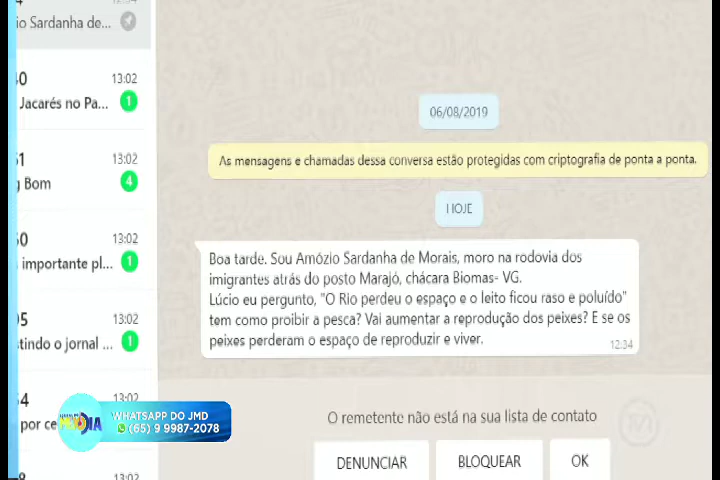 io Sardanha de...
13:02
Jacarés no Pa...
1
13:02
Bom
4
13:02
importante pl...
1
13:02
tindo o jornal ...
1
13:02
por ce
13:02
06/08/2019
As mensagens e chamadas dessa conversa estão protegidas com criptografia de ponta a ponta.
HOJE
Boa tarde. Sou Amózio Sardanha de Morais, moro na rodovia dos
imigrantes atrás do posto Marajó, chácara Biomas- VG.
Lúcio eu pergunto, "O Rio perdeu o espaço e o leito ficou raso e poluído"
tem como proibir a pesca? Vai aumentar a reprodução dos peixes? E se os
peixes perderam o espaço de reproduzir e viver.
12:34
O remetente não está na sua lista de contato
DENUNCIAR BLOQUEAR OK
WHATSAPP DO JMD
(65) 9 9987-2078